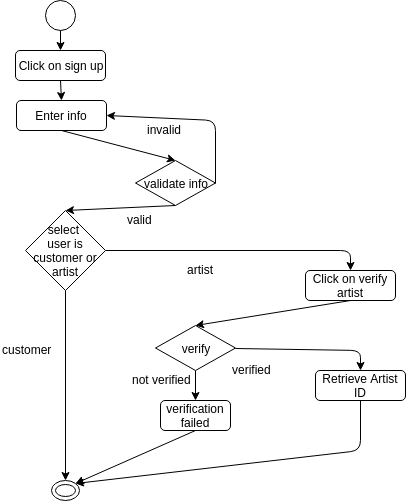 Click on sign up
Enter info
invalid
validate info
valid
select
user is
customer or
artist
artist
Click on verify
artist
customer
verify
not verified
verified
Retrieve Artist
ID
verification
failed